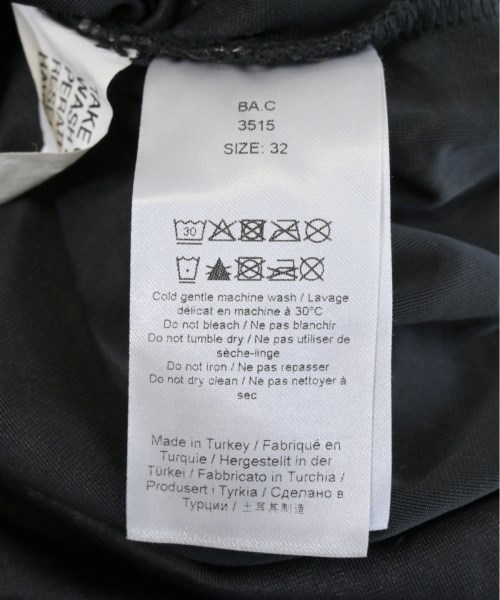 BA.C
3515
SIZE: 32
30
Cold gentle machine wash / Lavage
délicat en machine à 30°C
Do not bleach / Ne pas blanchir
Do not tumble dry / Ne pas utiliser de
sèche-linge
Do not iron / Ne pas repasser
Do not dry clean / Ne pas nettoyer à
sec
Made in Turkey / Fabriqué en
Turquie / Hergestellt in der
Türkei / Fabbricato in Turchia /
Produsert i Tyrkia / Сделано в
Турции / 土耳其制造